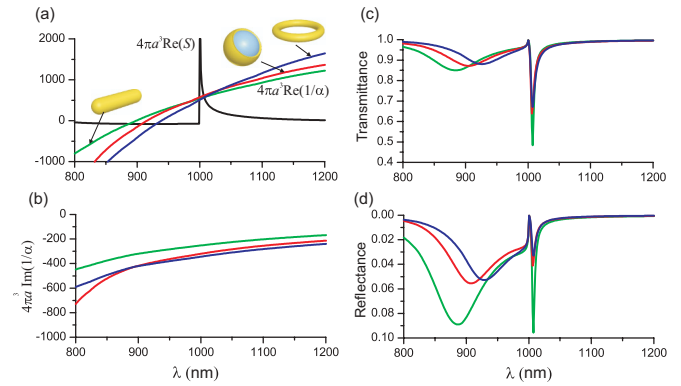 (a)
4πa³Re(S)
4πa³Re(1/α)
2000
1000
0
-1000
800 900 1000 1100 1200
(b)
4πa³ Im(1/α)
0
-200
-400
-600
-800
-1000
800 900 1000 1100 1200
λ (nm)
(c)
Transmittance
1.0
0.9
0.8
0.7
0.6
0.5
0.4
800 900 1000 1100 1200
(d)
Reflectance
0.00
0.02
0.04
0.06
0.08
0.10
800 900 1000 1100 1200
λ (nm)